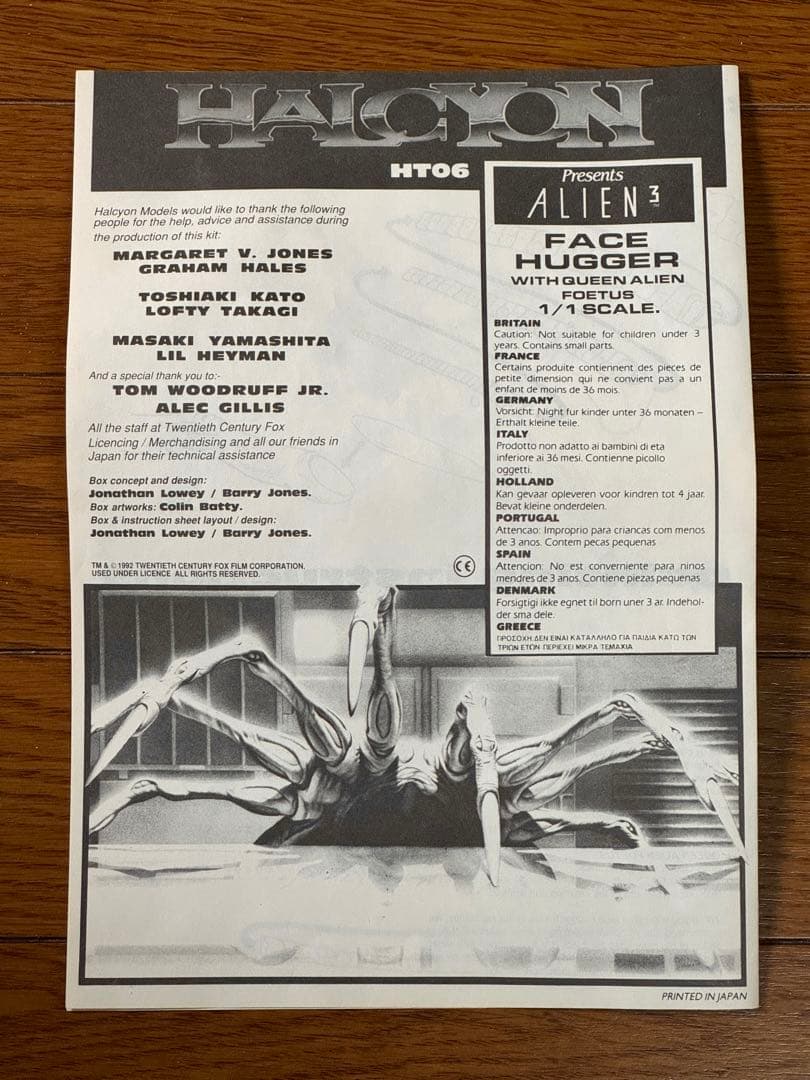 HALCYON
HT06
Halcyon Models would like to thank the following
people for the help, advice and assistance during
the production of this kit:
MARGARET V. JONES
GRAHAM HALES
TOSHIAKI KATO
LOFTY TAKAGI
MASAKI YAMASHITA
LIL HEYMAN
And a special thank you to:-
TOM WOODRUFF JR.
ALEC GILLIS
All the staff at Twentieth Century Fox
Licencing / Merchandising and all our friends in
Japan for their technical assistance
Box concept and design:
Jonathan Lowey / Barry Jones.
Box artworks: Colin Batty.
Box & instruction sheet layout / design:
Jonathan Lowey / Barry Jones.
TM & © 1992 TWENTIETH CENTURY FOX FILM CORPORATION.
USED UNDER LICENCE ALL RIGHTS RESERVED.
CE
Presents
ALIEN 3
TM
FACE
HUGGER
WITH QUEEN ALIEN
FOETUS
1/1 SCALE.
BRITAIN
Caution: Not suitable for children under 3
years. Contains small parts.
FRANCE
Certains produite contiennent des pieces de
petite dimension qui ne convient pas a un
enfant de moins de 36 mois.
GERMANY
Vorsicht: Night fur kinder unter 36 monaten –
Erthalt kleine teile.
ITALY
Prodotto non adatto ai bambini di eta
inferiore ai 36 mesi. Contienne picollo
oggetti.
HOLLAND
Kan gevaar opleveren voor kindren tot 4 jaar.
Bevat kleine onderdelen.
PORTUGAL
Attencao: Improprio para criancas com menos
de 3 anos. Contem pecas pequenas
SPAIN
Attencion: No est conveniente para ninos
mendres de 3 anos. Contiene piezas pequenas
DENMARK
Forsigtigi ikke egnet til born uner 3 ar. Indehol-
der sma dele.
GREECE
ΠΡΟΣΟΧΗ ΔΕΝ ΕΙΝΑΙ ΚΑΤΑΛΛΗΛΟ ΓΙΑ ΠΑΙΔΙΑ ΚΑΤΩ ΤΩΝ
ΤΡΙΩΝ ΕΤΩΝ ΠΕΡΙΕΧΕΙ ΜΙΚΡΑ ΤΕΜΑΧΙΑ
PRINTED IN JAPAN